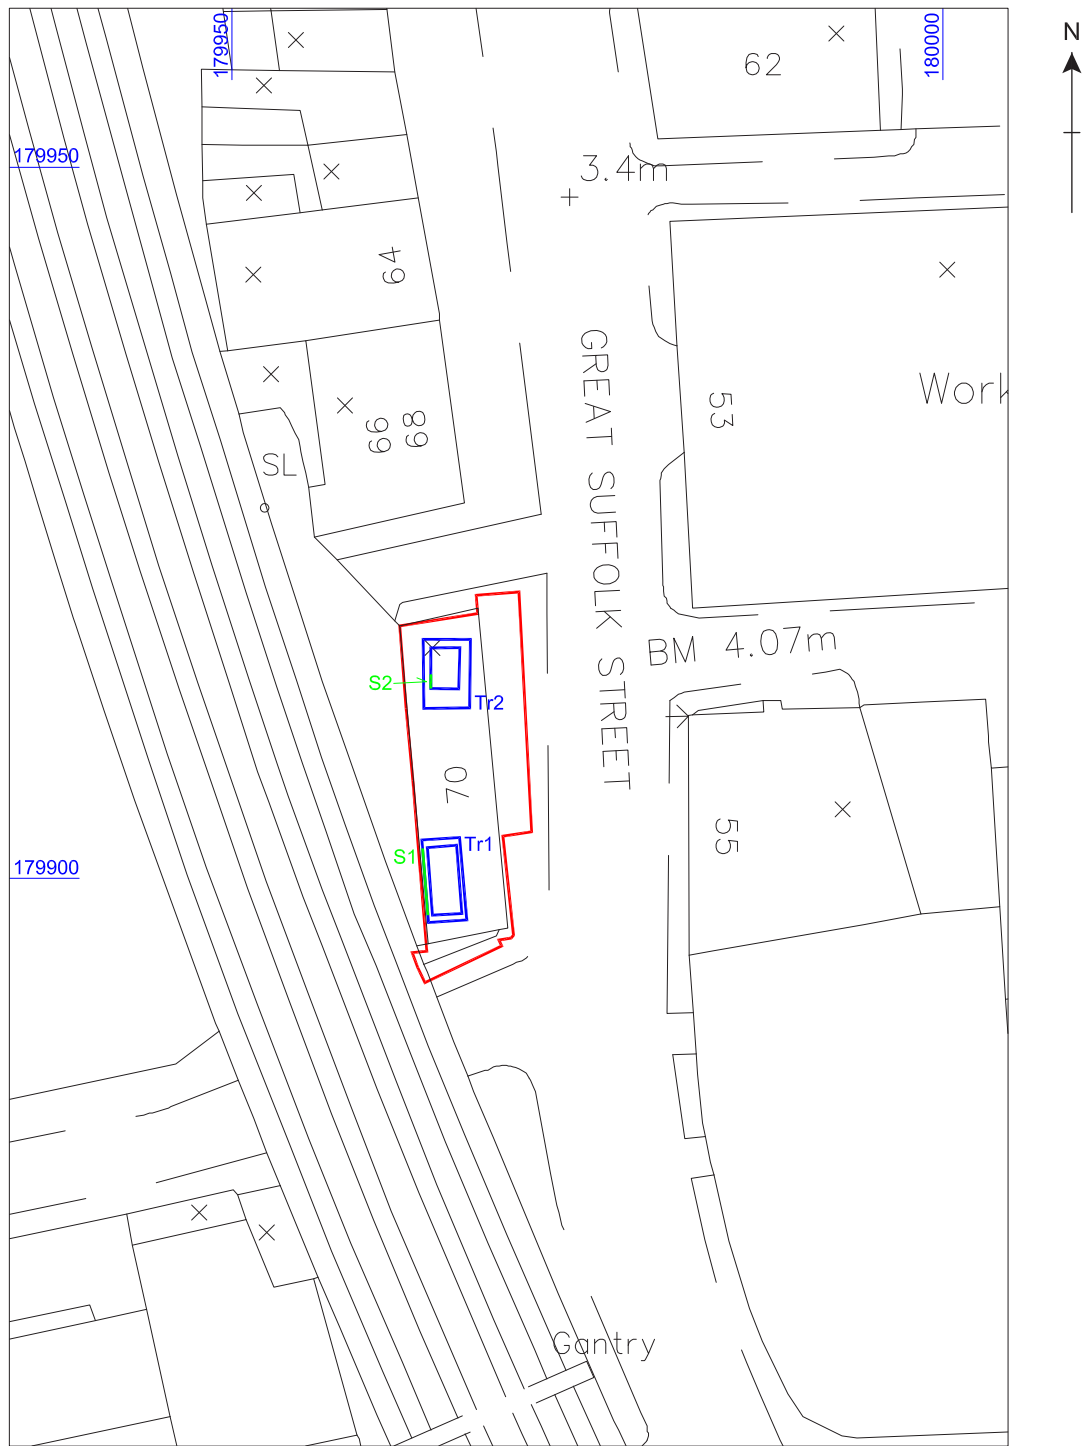 179950
180000
N
62
179950
3.4m
64
GREAT SUFFOLK STREET
Work
53
66
68
SL
BM 4.07m
S2
Tr2
70
Tr1
S1
55
179900
Gantry